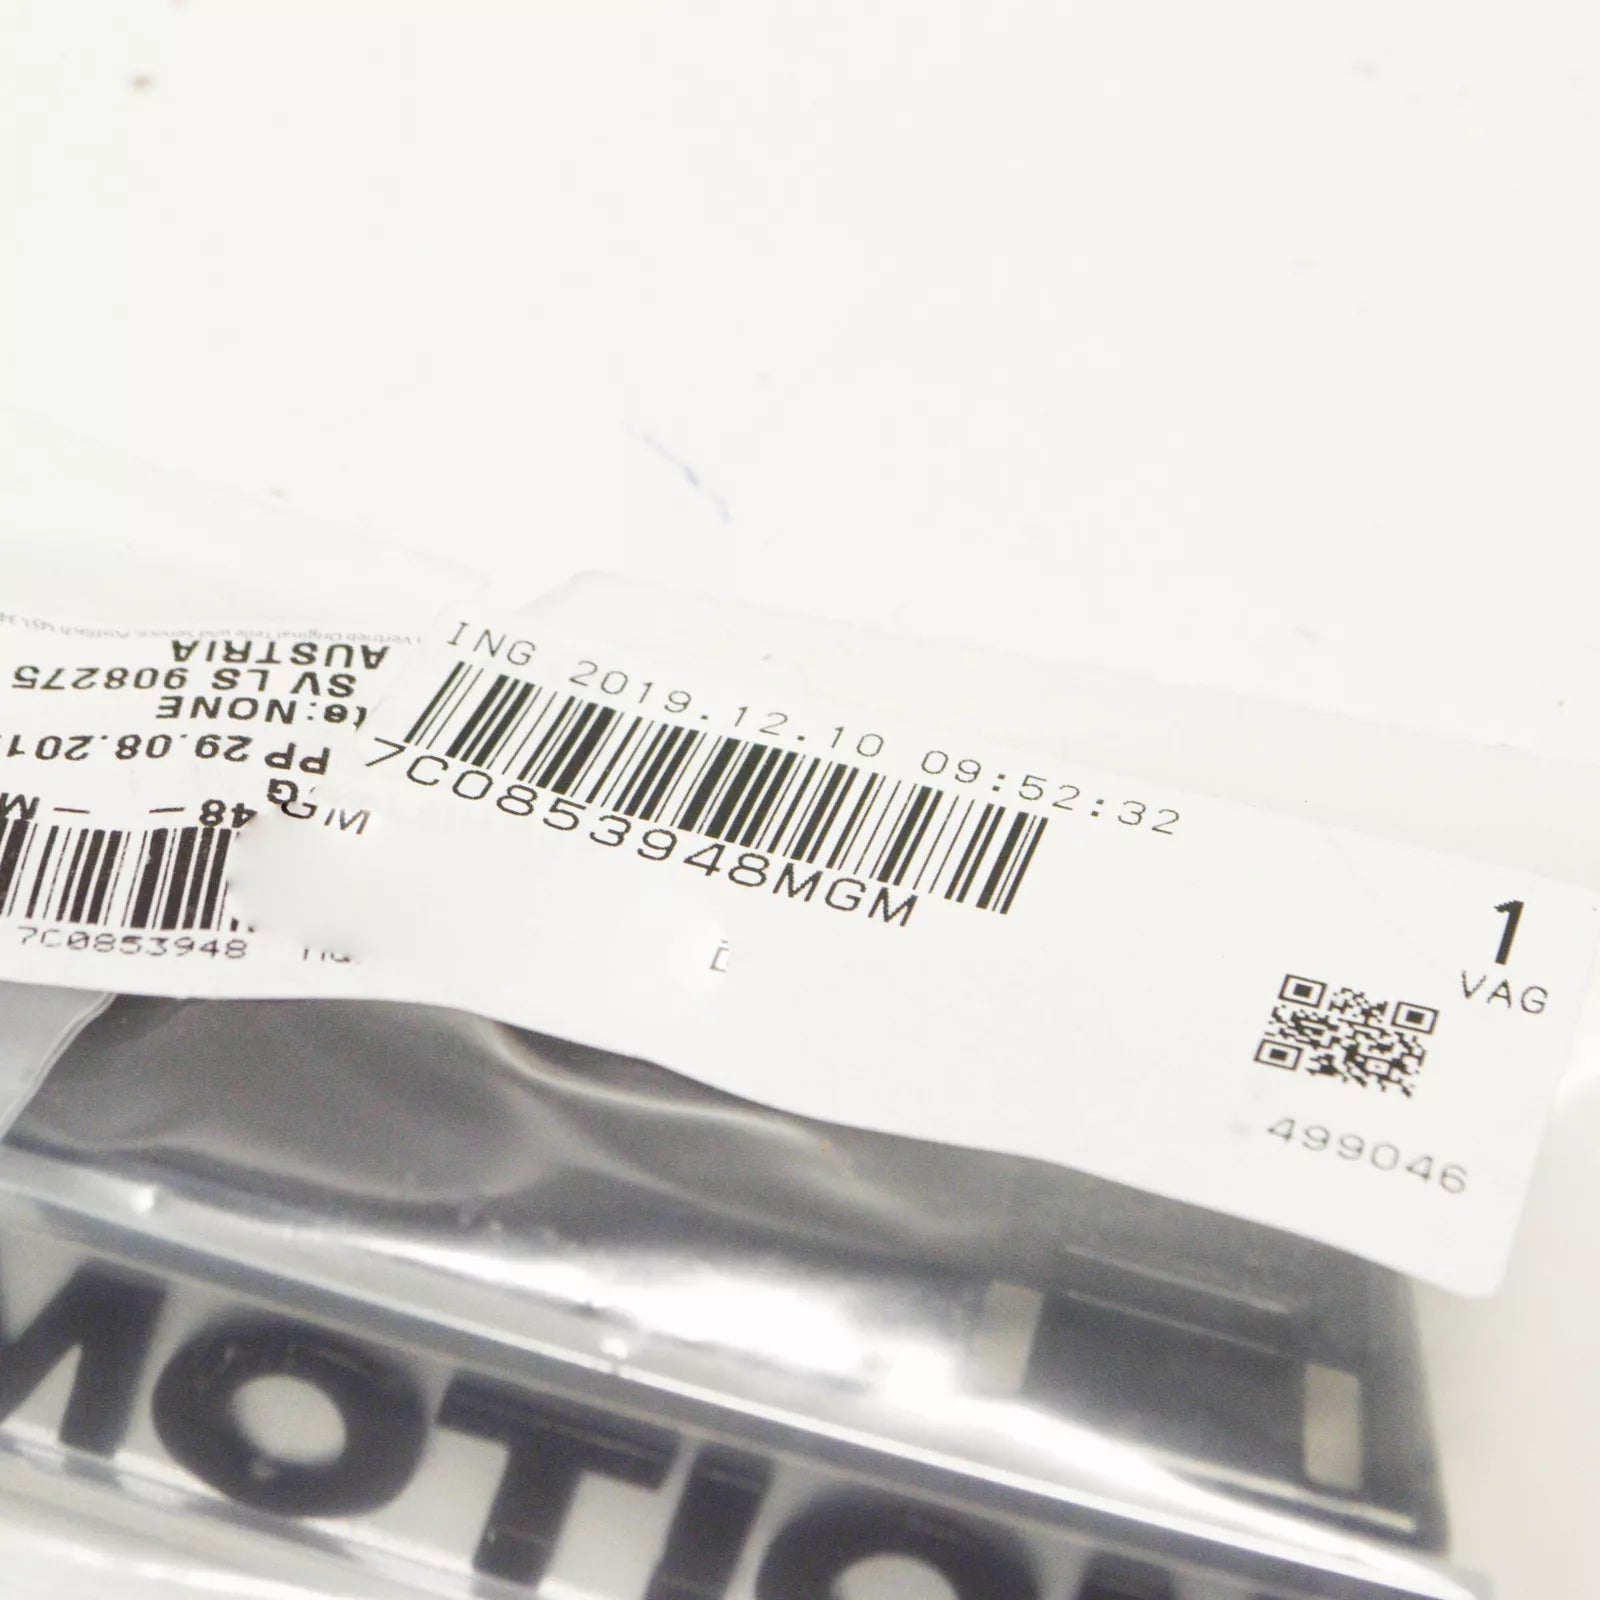 ING 2019.12.10 09:52:32
7C0853948MGM
1
VAG
499046
AUSTRIA
SV LS 908275
:NONE
PP 29.08.201
48 - - M
7C0853948
MOTIO